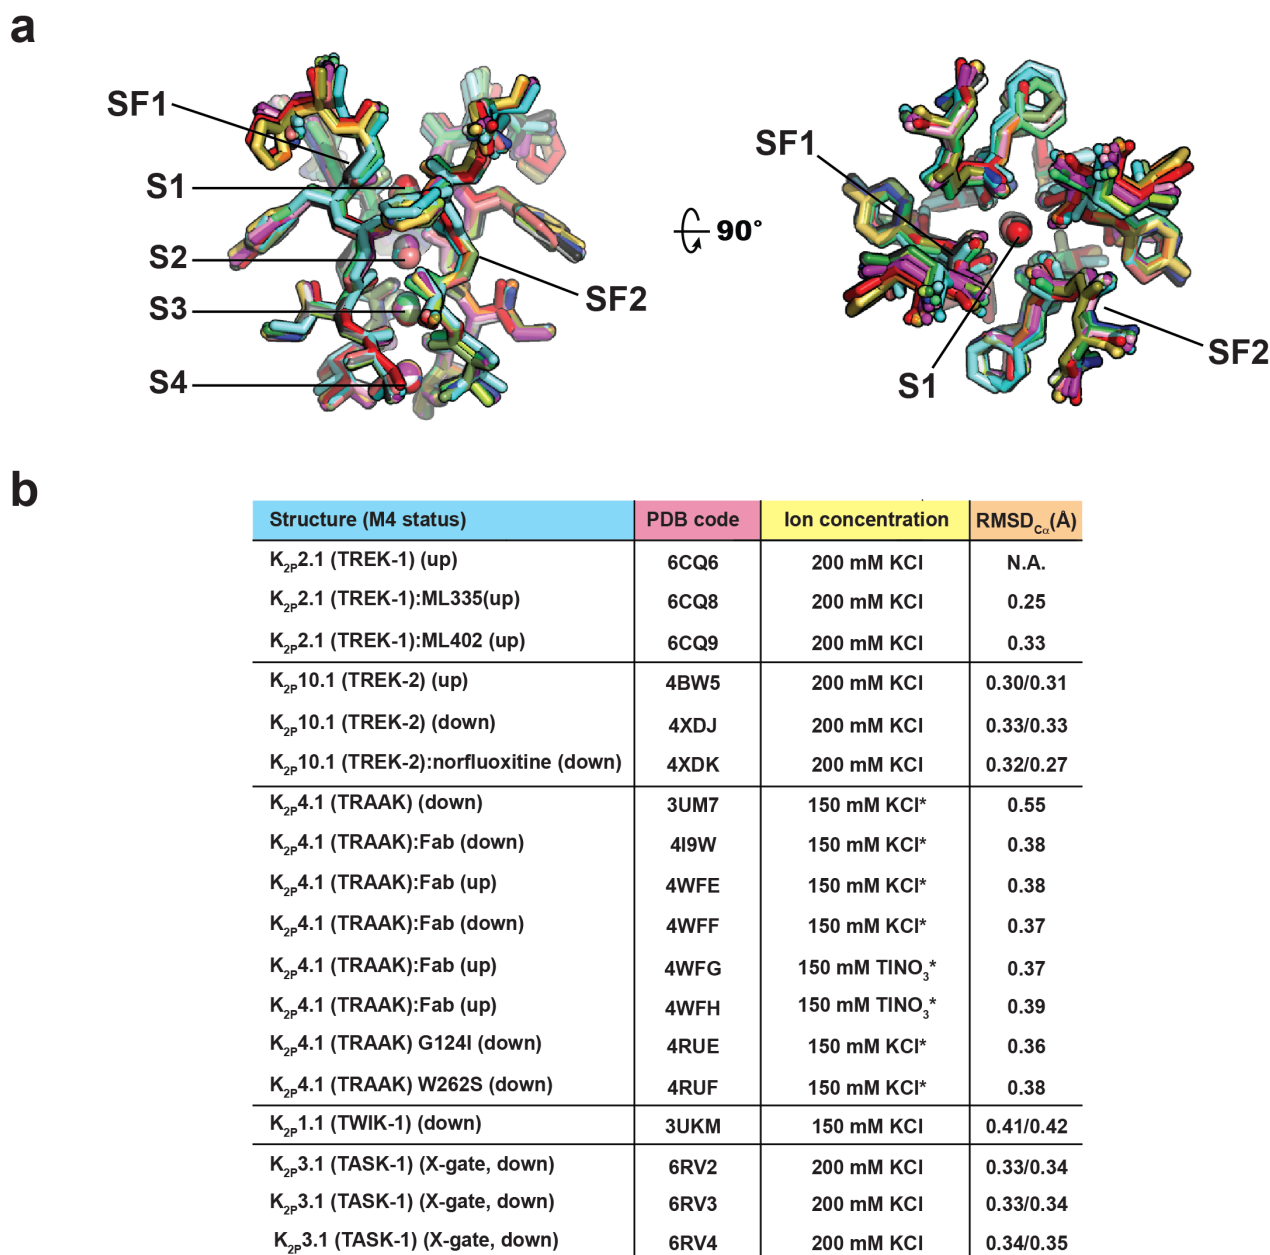 a
SF1
S1
S2
S3
S4
SF2
90°
SF1
S1
SF2
b
Structure (M4 status) PDB code Ion concentration RMSDCα(Å)
K2P2.1 (TREK-1) (up) 6CQ6 200 mM KCl N.A.
K2P2.1 (TREK-1):ML335(up) 6CQ8 200 mM KCl 0.25
K2P2.1 (TREK-1):ML402 (up) 6CQ9 200 mM KCl 0.33
K2P10.1 (TREK-2) (up) 4BW5 200 mM KCl 0.30/0.31
K2P10.1 (TREK-2) (down) 4XDJ 200 mM KCl 0.33/0.33
K2P10.1 (TREK-2):norfluoxitine (down) 4XDK 200 mM KCl 0.32/0.27
K2P4.1 (TRAAK) (down) 3UM7 150 mM KCl* 0.55
K2P4.1 (TRAAK):Fab (down) 4I9W 150 mM KCl* 0.38
K2P4.1 (TRAAK):Fab (up) 4WFE 150 mM KCl* 0.38
K2P4.1 (TRAAK):Fab (down) 4WFF 150 mM KCl* 0.37
K2P4.1 (TRAAK):Fab (up) 4WFG 150 mM TlNO3* 0.37
K2P4.1 (TRAAK):Fab (up) 4WFH 150 mM TlNO3* 0.39
K2P4.1 (TRAAK) G124I (down) 4RUE 150 mM KCl* 0.36
K2P4.1 (TRAAK) W262S (down) 4RUF 150 mM KCl* 0.38
K2P1.1 (TWIK-1) (down) 3UKM 150 mM KCl 0.41/0.42
K2P3.1 (TASK-1) (X-gate, down) 6RV2 200 mM KCl 0.33/0.34
K2P3.1 (TASK-1) (X-gate, down) 6RV3 200 mM KCl 0.33/0.34
K2P3.1 (TASK-1) (X-gate, down) 6RV4 200 mM KCl 0.34/0.35